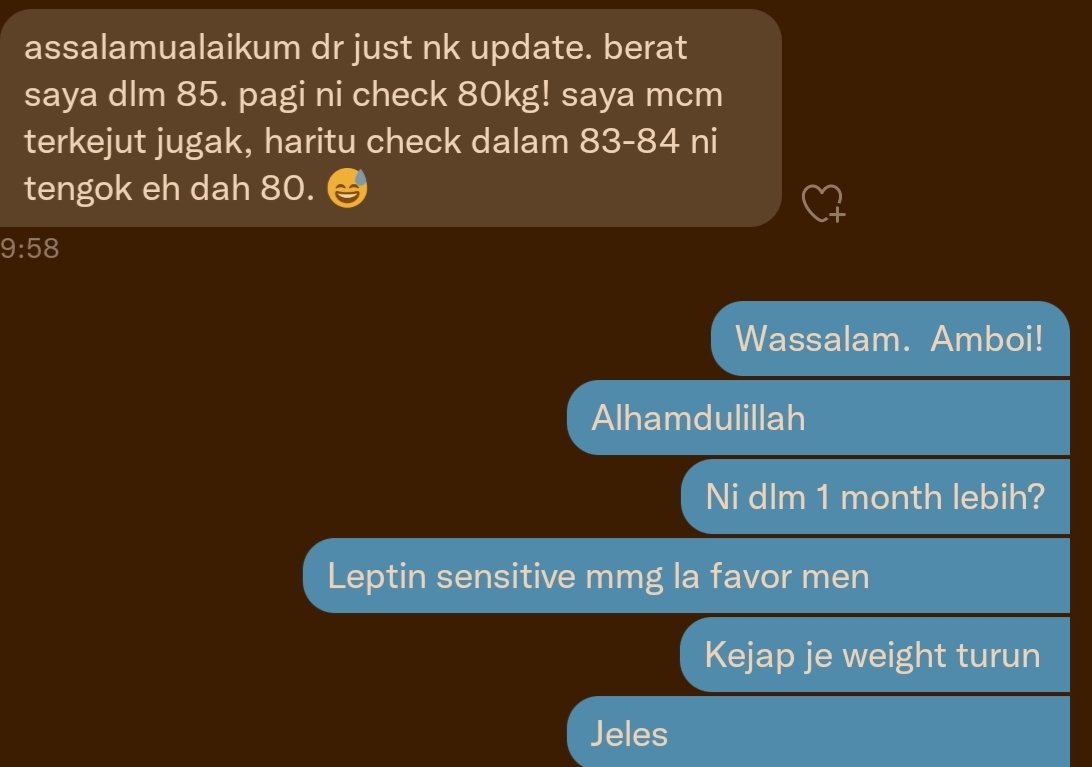 assalamualaikum dr just nk update. berat
saya dlm 85. pagi ni check 80kg! saya mcm
terkejut jugak, haritu check dalam 83-84 ni
tengok eh dah 80. 😅
9:58
Wassalam.  Amboi!
Alhamdulillah
Ni dlm 1 month lebih?
Leptin sensitive mmg la favor men
Kejap je weight turun
Jeles